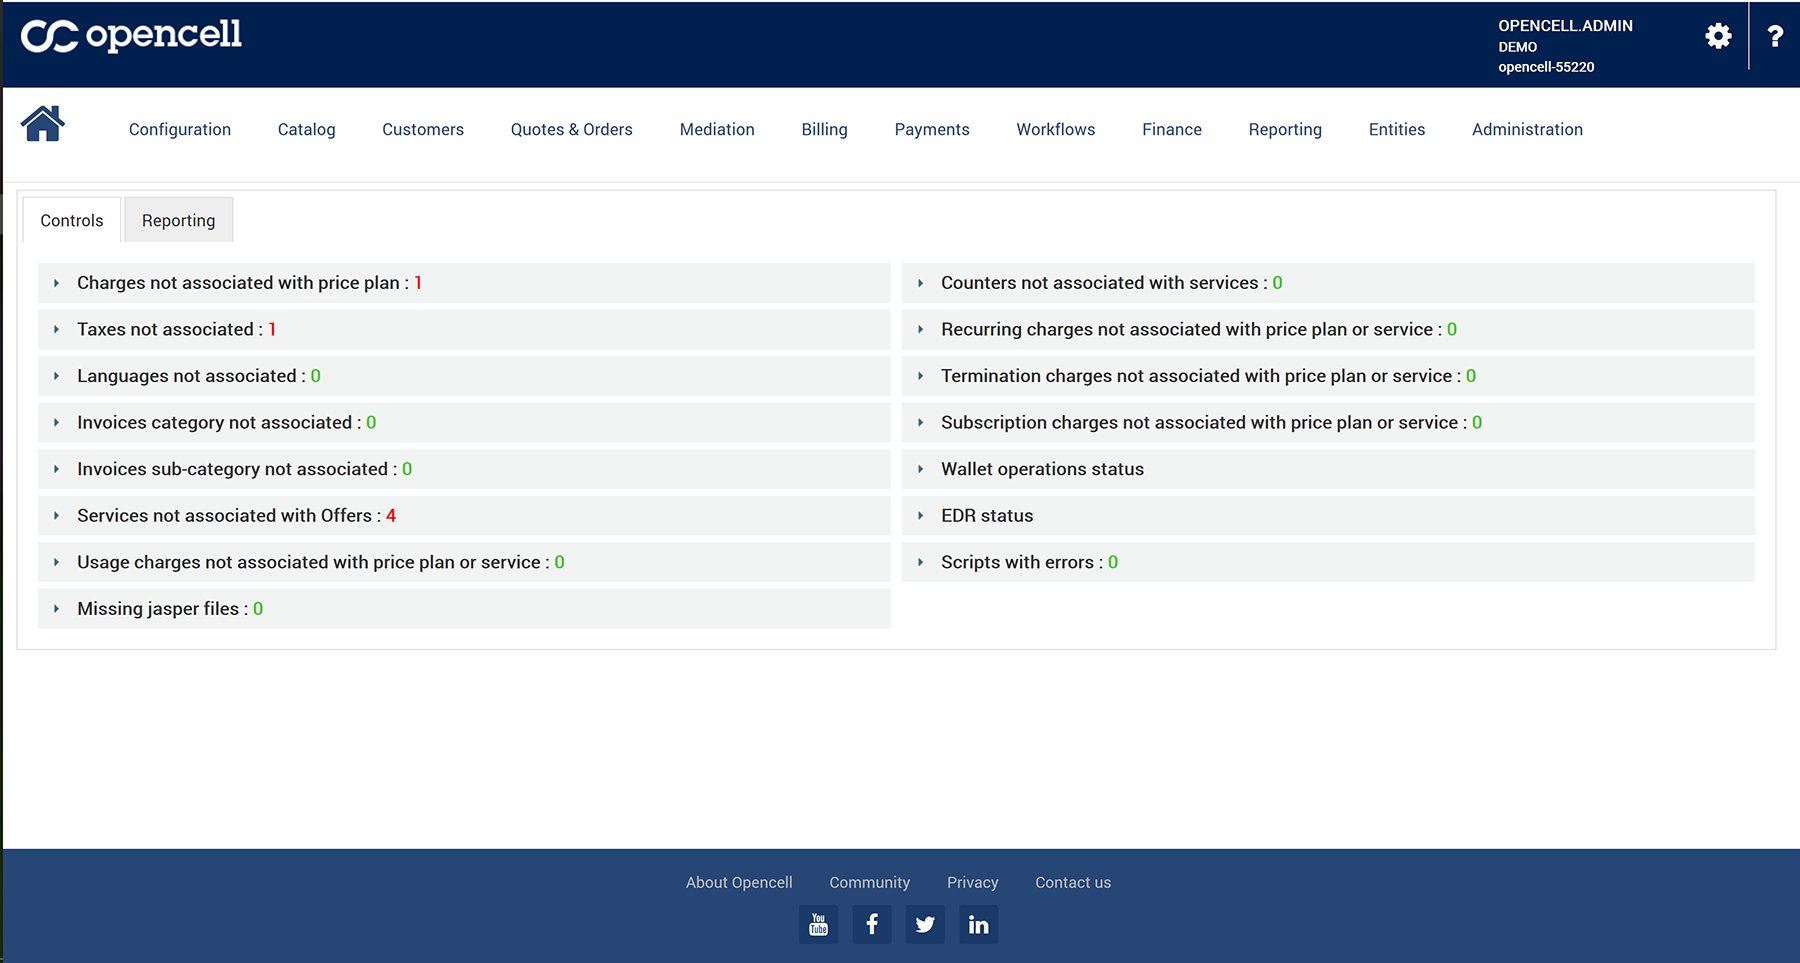 opencell
OPENCELL.ADMIN
DEMO
opencell-55220
?
Configuration Catalog Customers Quotes & Orders Mediation Billing Payments Workflows Finance Reporting Entities Administration
Controls Reporting
Charges not associated with price plan : 1
Taxes not associated : 1
Languages not associated : 0
Invoices category not associated : 0
Invoices sub-category not associated : 0
Services not associated with Offers : 4
Usage charges not associated with price plan or service : 0
Missing jasper files : 0
Counters not associated with services : 0
Recurring charges not associated with price plan or service : 0
Termination charges not associated with price plan or service : 0
Subscription charges not associated with price plan or service : 0
Wallet operations status
EDR status
Scripts with errors : 0
About Opencell Community Privacy Contact us
You
Tube
f
in